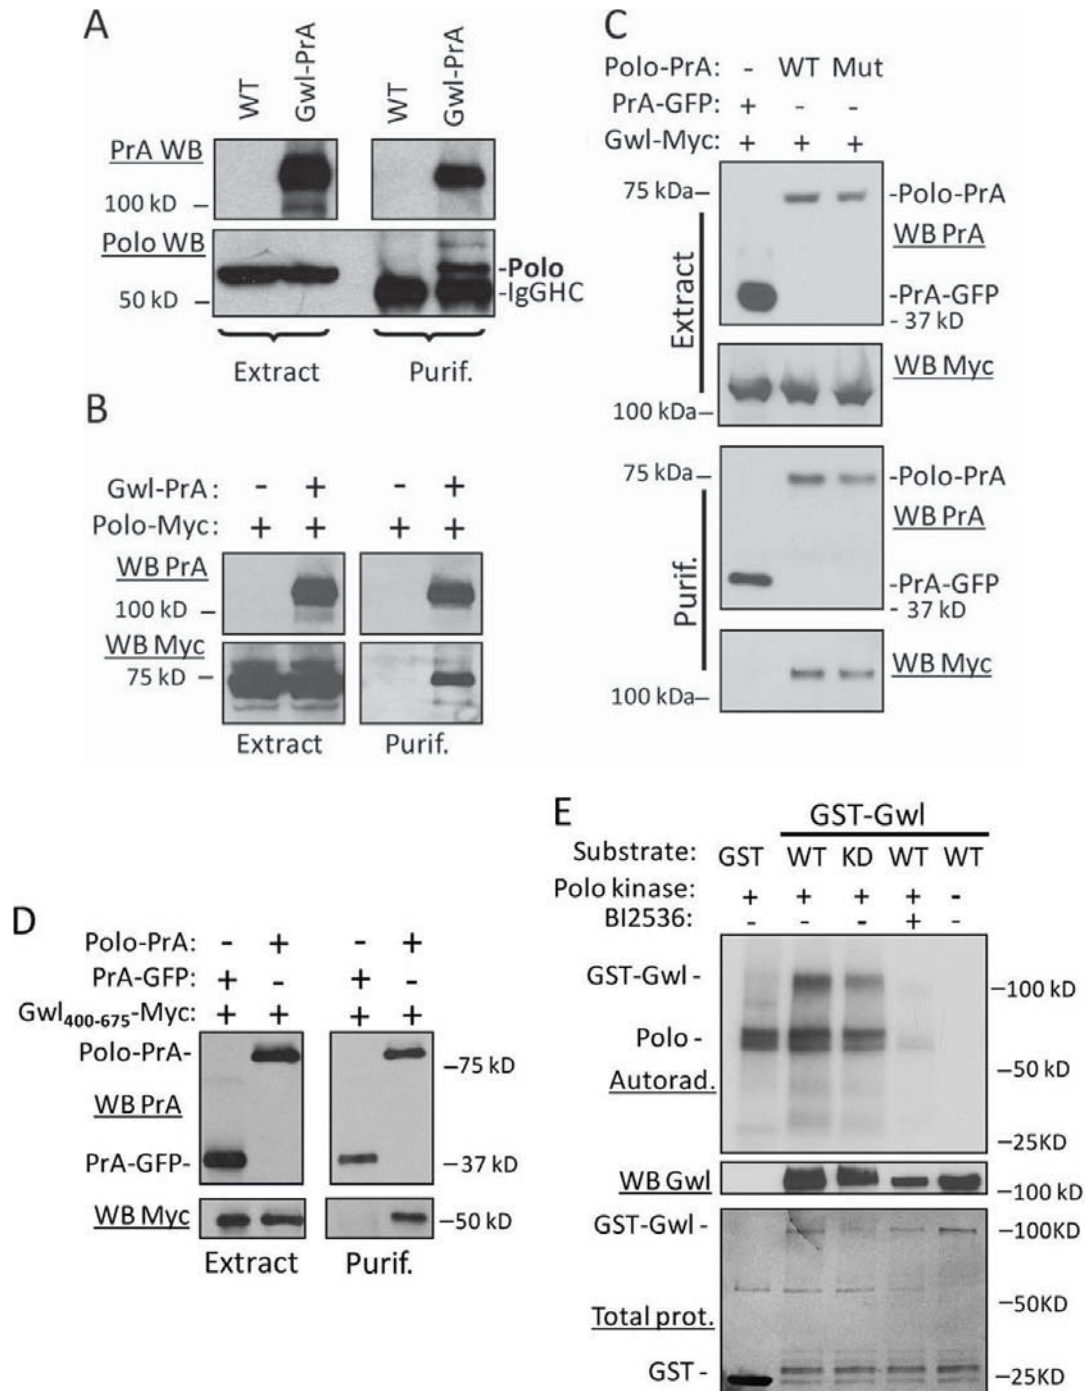 A
WT
Gwl-PrA
WT
Gwl-PrA
PrA WB
100 kD
Polo WB
50 kD
-Polo
-IgGHC
Extract
Purif.
B
Gwl-PrA: - + - +
Polo-Myc: + + + +
WB PrA
100 kD
WB Myc
75 kD
Extract
Purif.
C
Polo-PrA: - WT Mut
PrA-GFP: + - -
Gwl-Myc: + + +
75 kDa
-Polo-PrA
WB PrA
-PrA-GFP
- 37 kD
Extract
WB Myc
100 kDa
75 kDa
-Polo-PrA
WB PrA
-PrA-GFP
- 37 kD
Purif.
WB Myc
100 kDa
D
Polo-PrA: - + - +
PrA-GFP: + - + -
Gwl400-675-Myc: + + + +
Polo-PrA-
-75 kD
WB PrA
PrA-GFP-
-37 kD
WB Myc
-50 kD
Extract
Purif.
E
GST-Gwl
Substrate: GST WT KD WT WT
Polo kinase: + + + + -
BI2536: - - - + -
GST-Gwl -
-100 kD
Polo -
-50 kD
Autorad.
-25KD
WB Gwl
-100 kD
GST-Gwl -
-100KD
-50KD
Total prot.
GST -
-25KD